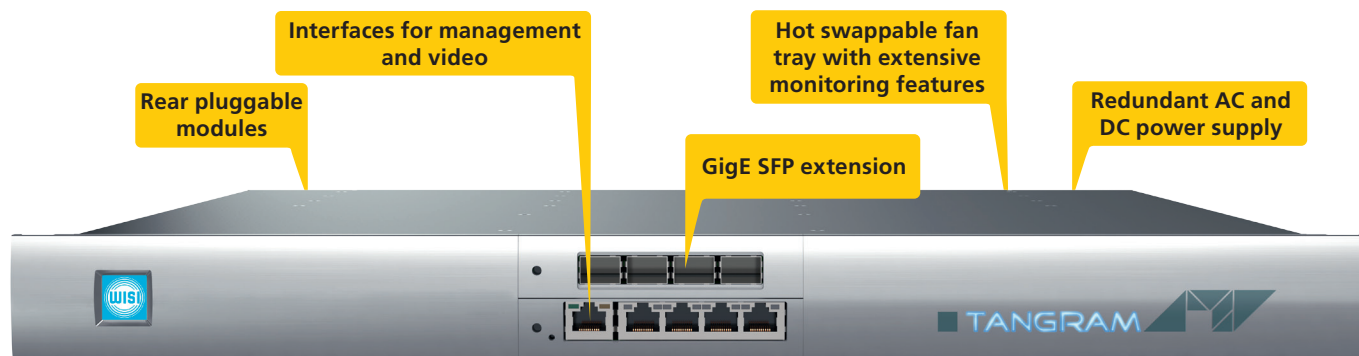 Interfaces for management
and video
Hot swappable fan
tray with extensive
monitoring features
Rear pluggable
modules
Redundant AC and
DC power supply
GigE SFP extension
WISI
TANGRAM